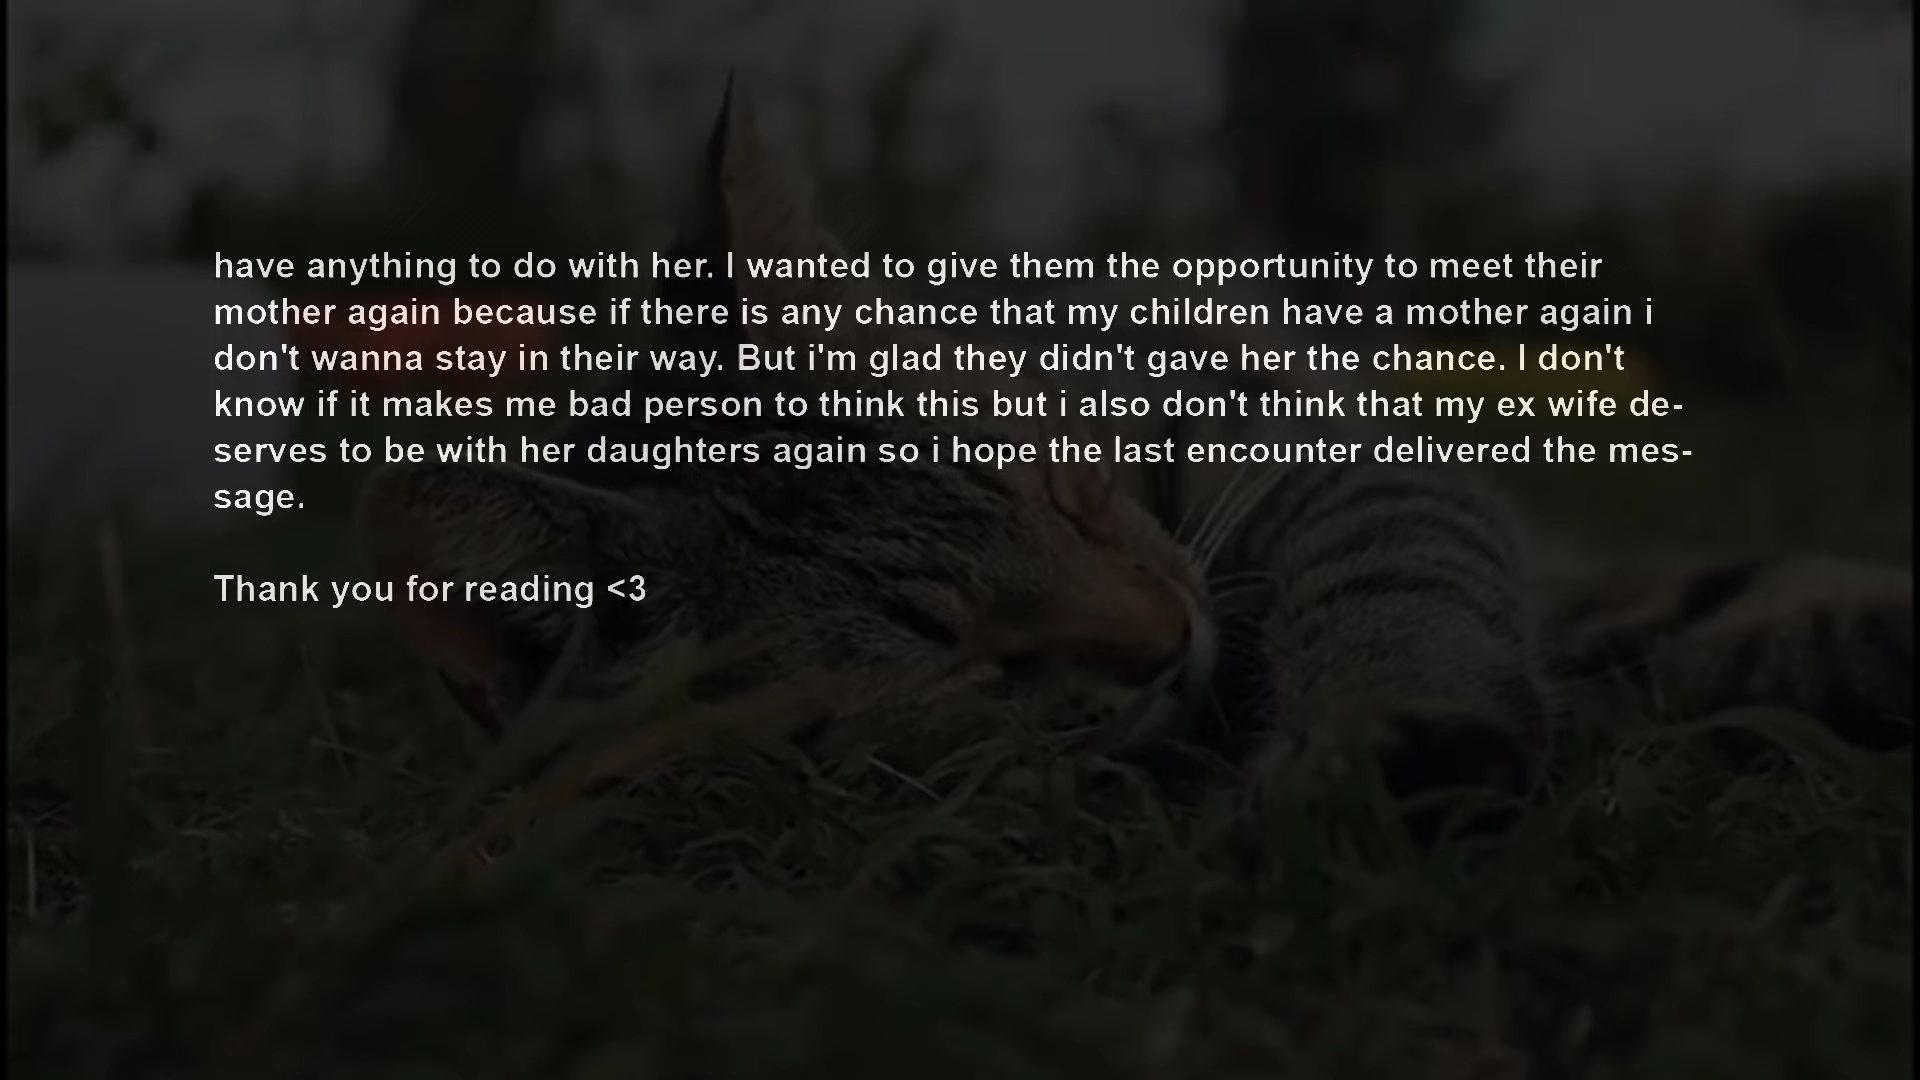 have anything to do with her. I wanted to give them the opportunity to meet their
mother again because if there is any chance that my children have a mother again i
don't wanna stay in their way. But i'm glad they didn't gave her the chance. I don't
know if it makes me bad person to think this but i also don't think that my ex wife de-
serves to be with her daughters again so i hope the last encounter delivered the mes-
sage.
Thank you for reading <3